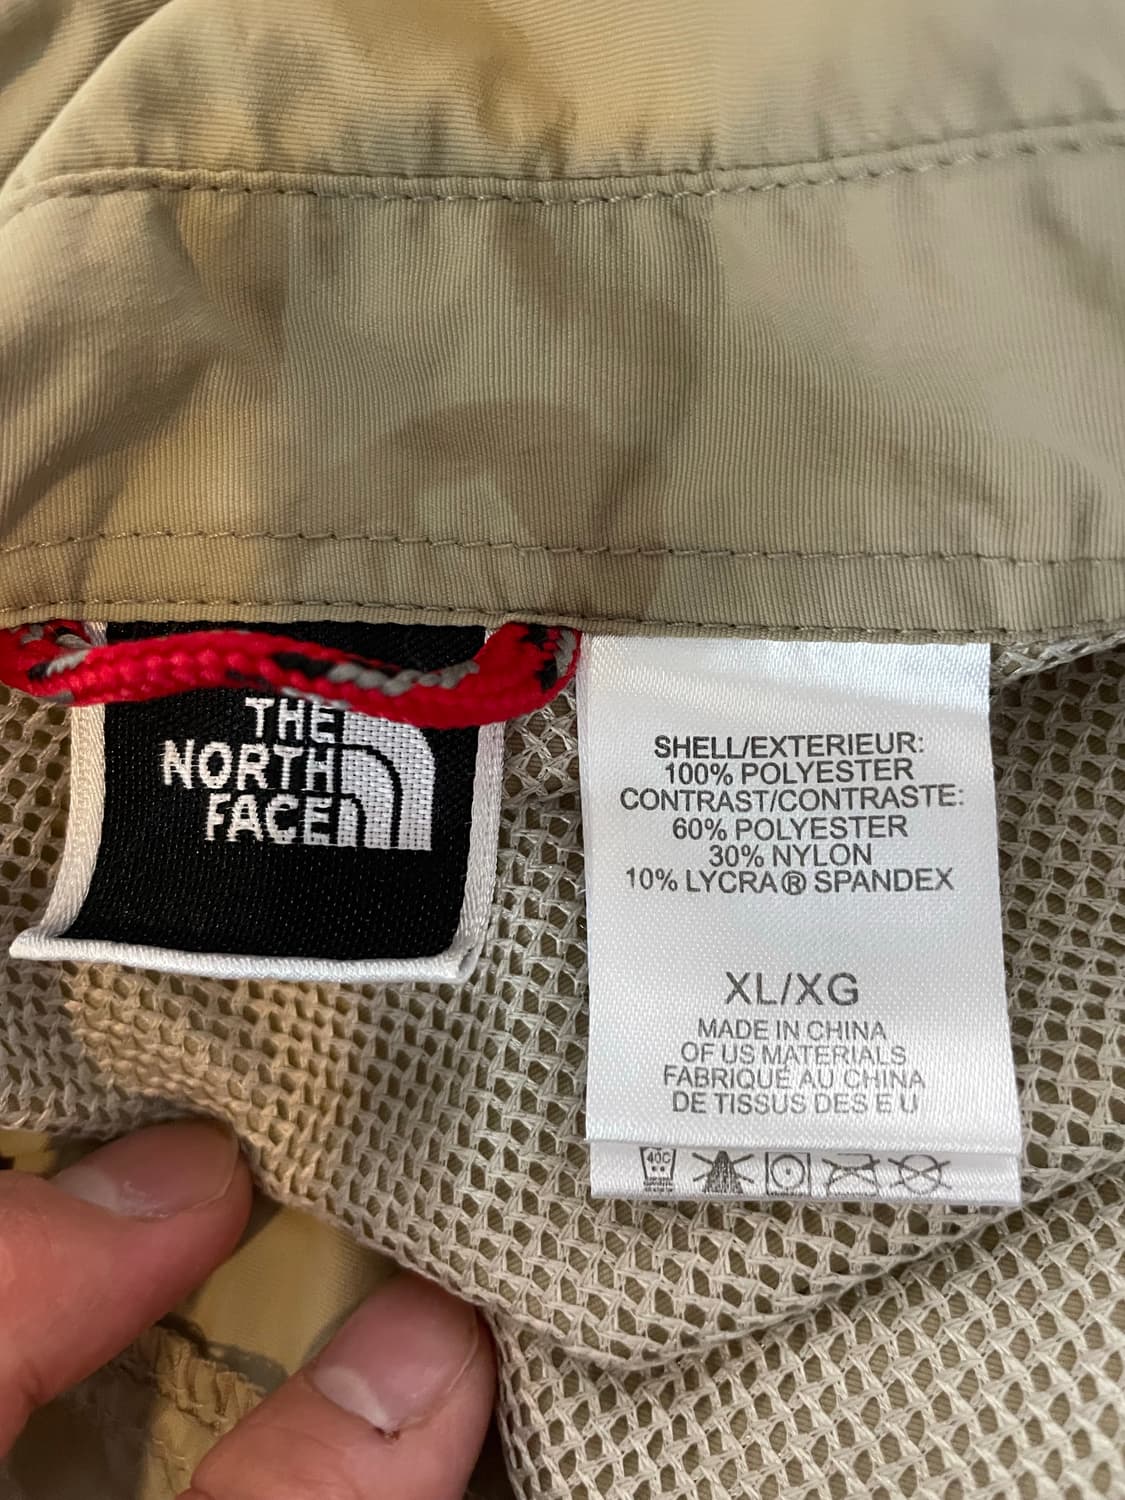 THE
NORTH
FACE
SHELL/EXTERIEUR:
100% POLYESTER
CONTRAST/CONTRASTE:
60% POLYESTER
30% NYLON
10% LYCRA® SPANDEX
XL/XG
MADE IN CHINA
OF US MATERIALS
FABRIQUÉ AU CHINA
DE TISSUS DES E U
40C